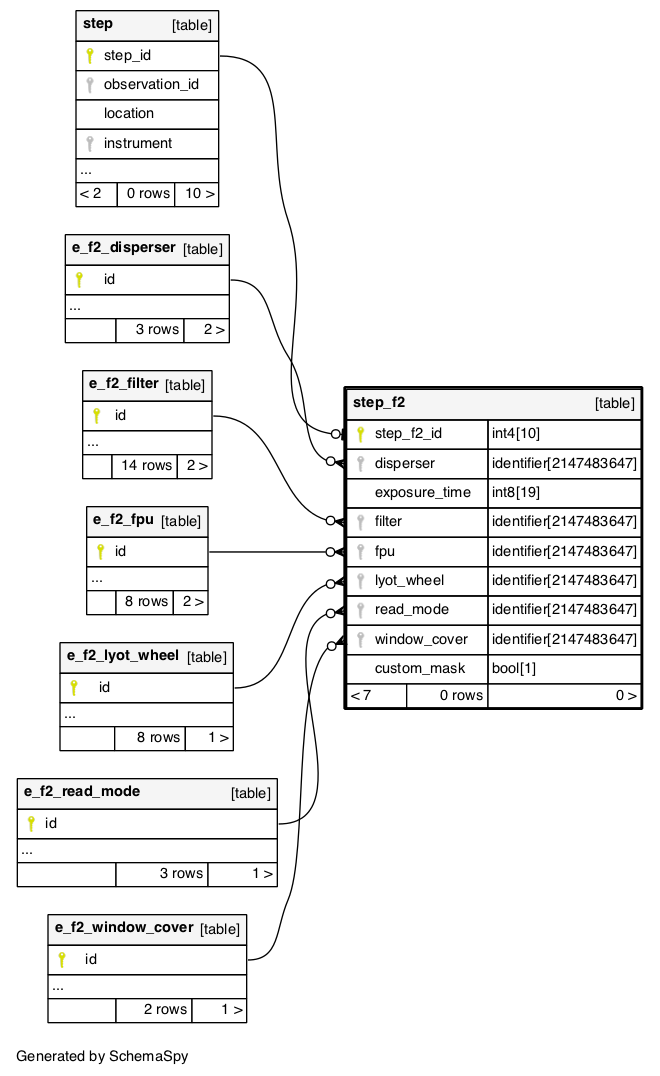 step [table]
step_id
observation_id
location
instrument
...
< 2 0 rows 10 >
e_f2_disperser [table]
id
...
3 rows 2 >
e_f2_filter [table]
id
...
14 rows 2 >
e_f2_fpu [table]
id
...
8 rows 2 >
e_f2_lyot_wheel [table]
id
...
8 rows 1 >
e_f2_read_mode [table]
id
...
3 rows 1 >
e_f2_window_cover [table]
id
...
2 rows 1 >
step_f2 [table]
step_f2_id int4[10]
disperser identifier[2147483647]
exposure_time int8[19]
filter identifier[2147483647]
fpu identifier[2147483647]
lyot_wheel identifier[2147483647]
read_mode identifier[2147483647]
window_cover identifier[2147483647]
custom_mask bool[1]
< 7 0 rows 0 >
Generated by SchemaSpy